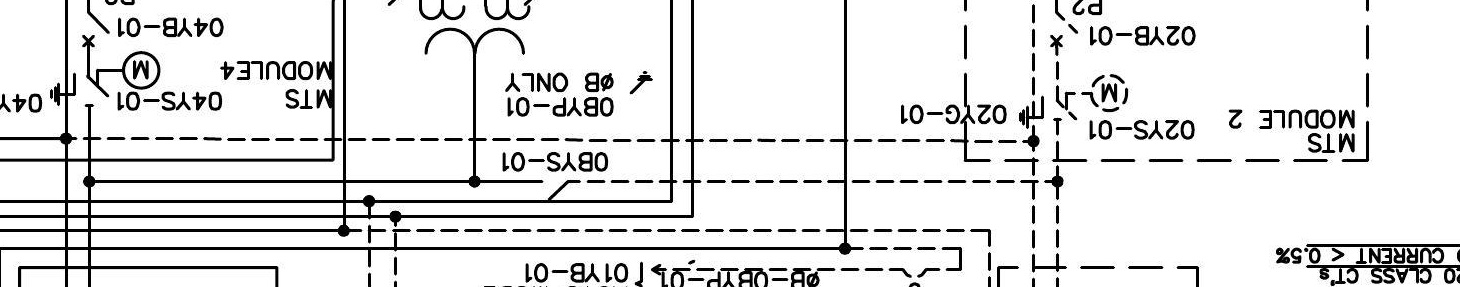 20 CLASS CT's
CURRENT < 0.5%
ØB-0BYP-01
01YB-01
MTS
MODULE 2
02YS-01
M
02YG-01
02YB-01
P2
0BYS-01
0BYP-01
ØB ONLY
MTS
MODULE4
04YS-01
04Y
M
04YB-01